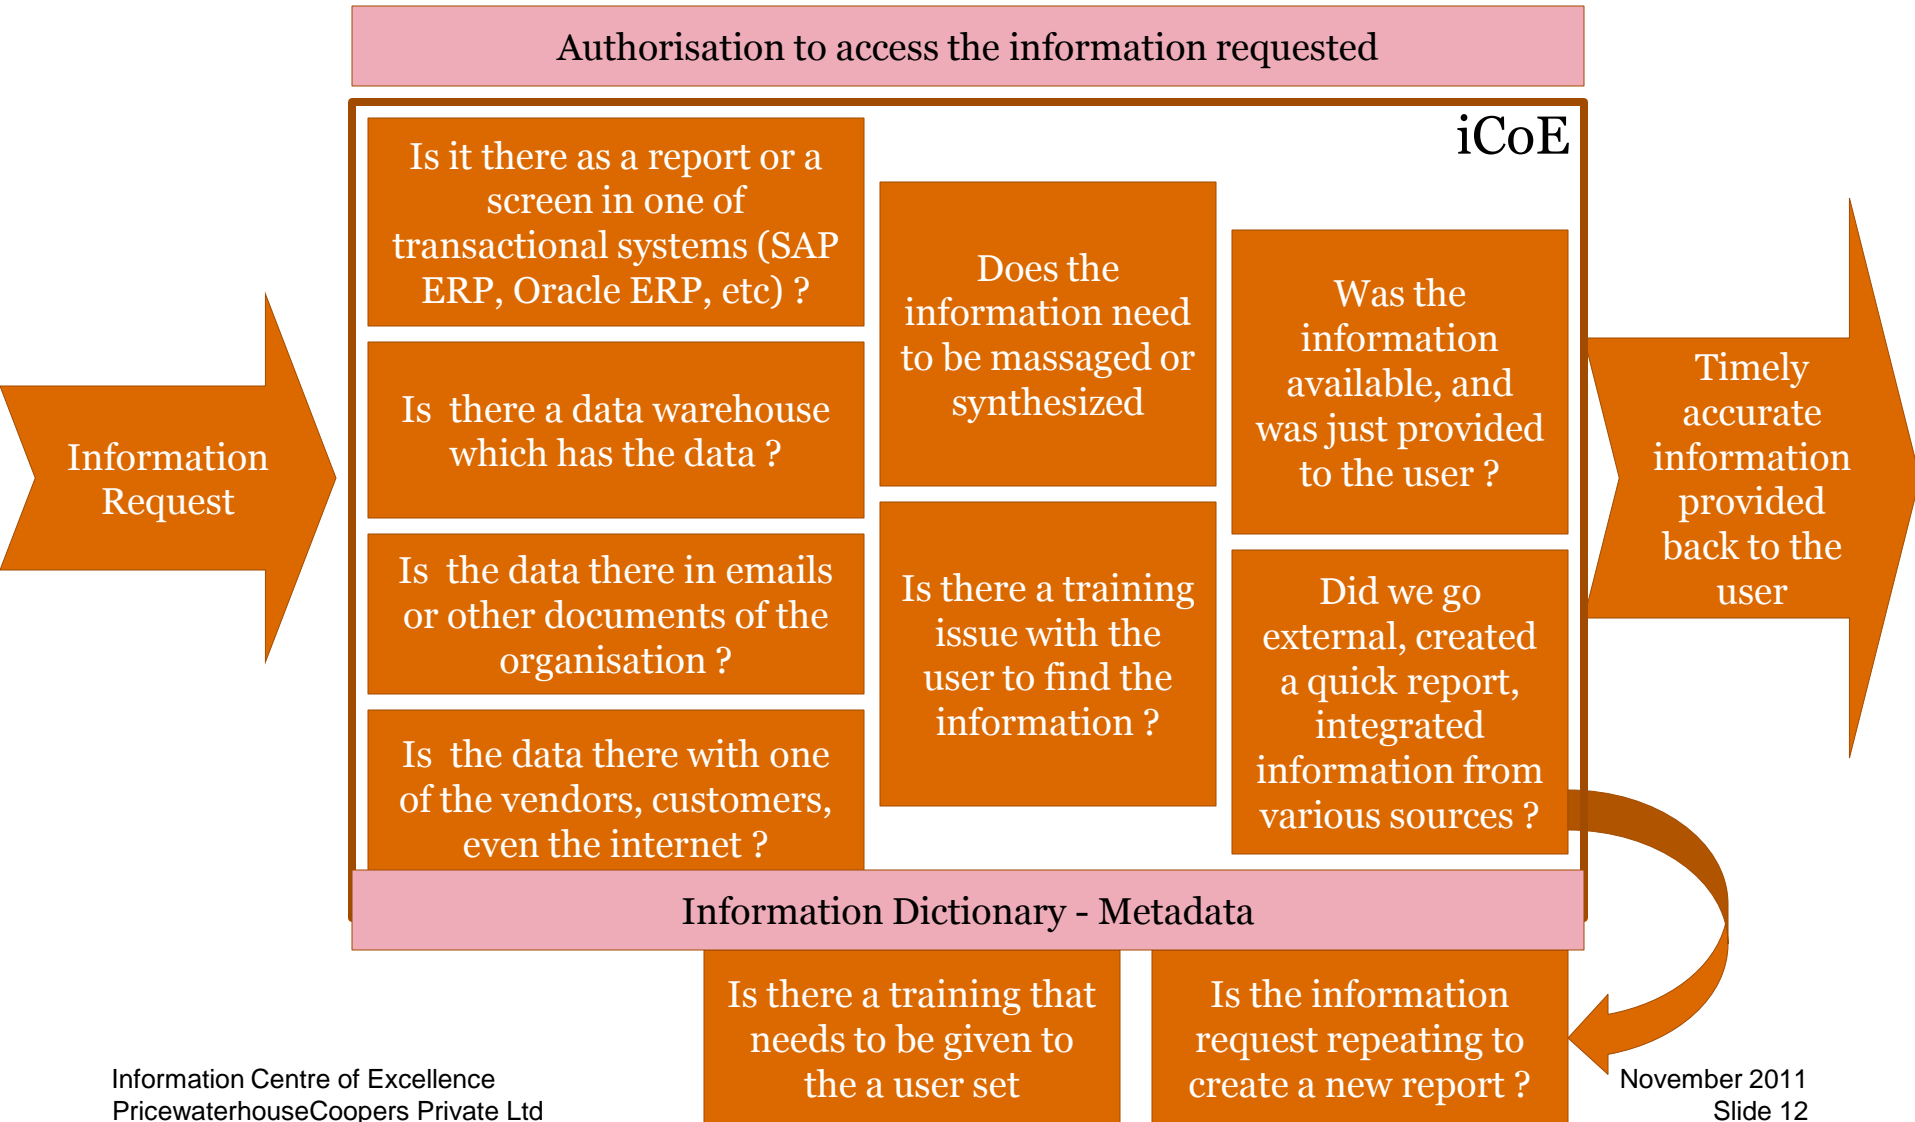 Authorisation to access the information requested
iCoE
Information
Request
Is it there as a report or a
screen in one of
transactional systems (SAP
ERP, Oracle ERP, etc) ?
Is  there a data warehouse
which has the data ?
Is  the data there in emails
or other documents of the
organisation ?
Is  the data there with one
of the vendors, customers,
even the internet ?
Does the
information need
to be massaged or
synthesized
Is there a training
issue with the
user to find the
information ?
Was the
information
available, and
was just provided
to the user ?
Did we go
external, created
a quick report,
integrated
information from
various sources ?
Timely
accurate
information
provided
back to the
user
Information Dictionary - Metadata
Is there a training that
needs to be given to
the a user set
Is the information
request repeating to
create a new report ?
Information Centre of Excellence
PricewaterhouseCoopers Private Ltd
November 2011
Slide 12